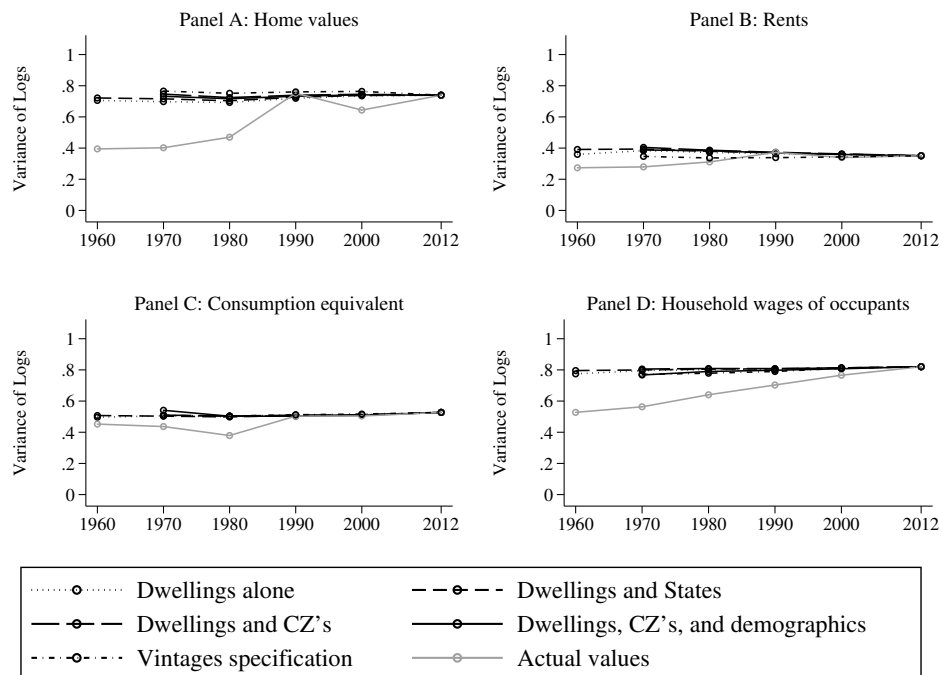 Panel A: Home values
Variance of Logs
1
.8
.6
.4
.2
0
1960 1970 1980 1990 2000 2012
Panel B: Rents
Variance of Logs
1
.8
.6
.4
.2
0
1960 1970 1980 1990 2000 2012
Panel C: Consumption equivalent
Variance of Logs
1
.8
.6
.4
.2
0
1960 1970 1980 1990 2000 2012
Panel D: Household wages of occupants
Variance of Logs
1
.8
.6
.4
.2
0
1960 1970 1980 1990 2000 2012
Dwellings alone
Dwellings and States
Dwellings and CZ's
Dwellings, CZ's, and demographics
Vintages specification
Actual values